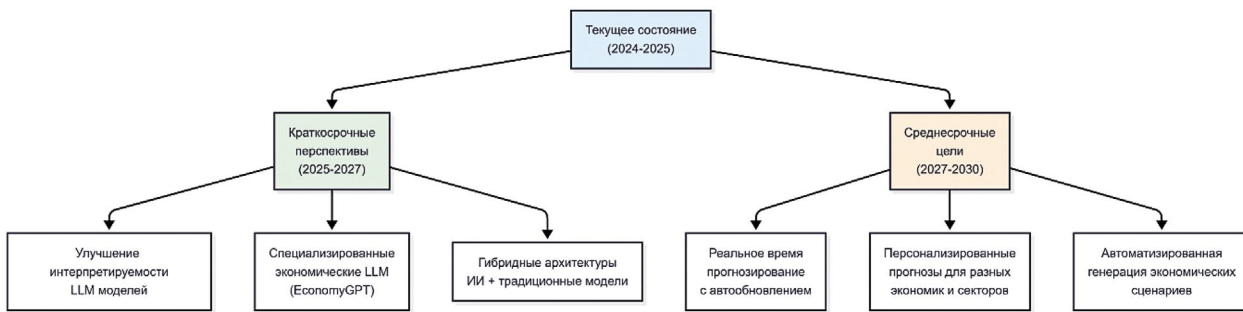 Текущее состояние
(2024-2025)
Краткосрочные
перспективы
(2025-2027)
Среднесрочные
цели
(2027-2030)
Улучшение
интерпретируемости
LLM моделей
Специализированные
экономические LLM
(EconomyGPT)
Гибридные архитектуры
ИИ + традиционные модели
Реальное время
прогнозирование
с автообновлением
Персонализированные
прогнозы для разных
экономик и секторов
Автоматизированная
генерация экономических
сценариев